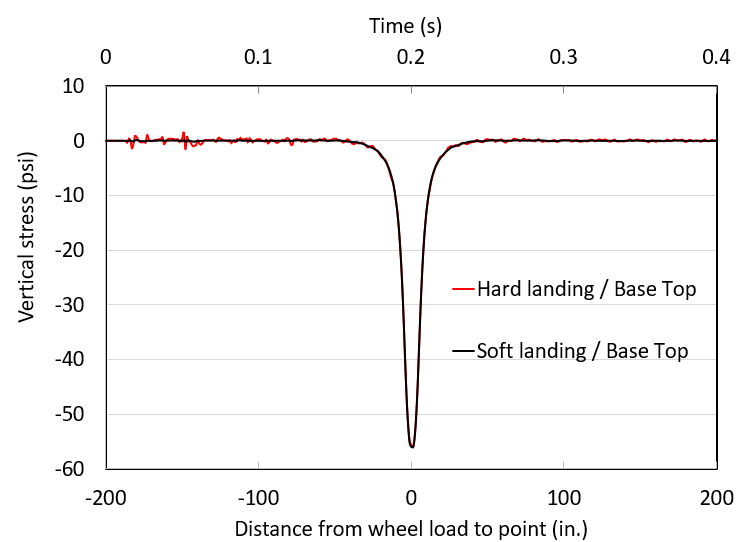 Time (s)
0 0.1 0.2 0.3 0.4
10
0
-10
-20
-30
-40
-50
-60
Vertical stress (psi)
Hard landing / Base Top
Soft landing / Base Top
-200 -100 0 100 200
Distance from wheel load to point (in.)